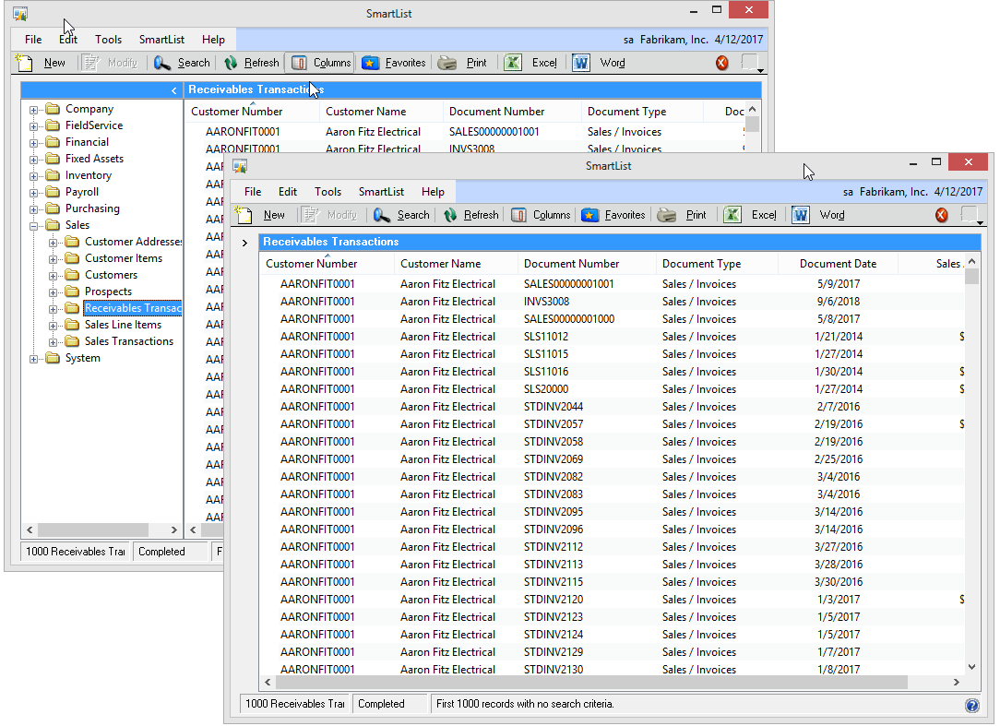 SmartList
File Edit Tools SmartList Help
sa Fabrikam, Inc. 4/12/2017
New Modify Search Refresh Columns Favorites Print Excel Word
Receivables Transactions
Company
FieldService
Financial
Fixed Assets
Inventory
Payroll
Purchasing
Sales
Customer Addresses
Customer Items
Customers
Prospects
Receivables Transac
Sales Line Items
Sales Transactions
System
Customer Number Customer Name Document Number Document Type Doc
AARONFIT0001 Aaron Fitz Electrical SALES00000001001 Sales / Invoices
AARONFIT0001 Aaron Fitz Electrical INVS3008 Sales / Invoices
1000 Receivables Trai Completed F
SmartList
File Edit Tools SmartList Help
sa Fabrikam, Inc. 4/12/2017
New Modify Search Refresh Columns Favorites Print Excel Word
Receivables Transactions
Customer Number Customer Name Document Number Document Type Document Date Sales
AARONFIT0001 Aaron Fitz Electrical SALES00000001001 Sales / Invoices 5/9/2017
AARONFIT0001 Aaron Fitz Electrical INVS3008 Sales / Invoices 9/6/2018
AARONFIT0001 Aaron Fitz Electrical SALES00000001000 Sales / Invoices 5/8/2017
AARONFIT0001 Aaron Fitz Electrical SLS11012 Sales / Invoices 1/21/2014 $
AARONFIT0001 Aaron Fitz Electrical SLS11015 Sales / Invoices 1/27/2014
AARONFIT0001 Aaron Fitz Electrical SLS11016 Sales / Invoices 1/30/2014 $
AARONFIT0001 Aaron Fitz Electrical SLS20000 Sales / Invoices 1/27/2014 $
AARONFIT0001 Aaron Fitz Electrical STDINV2044 Sales / Invoices 2/7/2016
AARONFIT0001 Aaron Fitz Electrical STDINV2057 Sales / Invoices 2/19/2016 $
AARONFIT0001 Aaron Fitz Electrical STDINV2058 Sales / Invoices 2/19/2016
AARONFIT0001 Aaron Fitz Electrical STDINV2069 Sales / Invoices 2/25/2016
AARONFIT0001 Aaron Fitz Electrical STDINV2082 Sales / Invoices 3/4/2016
AARONFIT0001 Aaron Fitz Electrical STDINV2083 Sales / Invoices 3/4/2016
AARONFIT0001 Aaron Fitz Electrical STDINV2095 Sales / Invoices 3/14/2016
AARONFIT0001 Aaron Fitz Electrical STDINV2096 Sales / Invoices 3/14/2016
AARONFIT0001 Aaron Fitz Electrical STDINV2112 Sales / Invoices 3/27/2016
AARONFIT0001 Aaron Fitz Electrical STDINV2113 Sales / Invoices 3/28/2016
AARONFIT0001 Aaron Fitz Electrical STDINV2115 Sales / Invoices 3/30/2016
AARONFIT0001 Aaron Fitz Electrical STDINV2120 Sales / Invoices 1/3/2017 $
AARONFIT0001 Aaron Fitz Electrical STDINV2123 Sales / Invoices 1/5/2017
AARONFIT0001 Aaron Fitz Electrical STDINV2124 Sales / Invoices 1/5/2017
AARONFIT0001 Aaron Fitz Electrical STDINV2129 Sales / Invoices 1/7/2017
AARONFIT0001 Aaron Fitz Electrical STDINV2130 Sales / Invoices 1/8/2017
1000 Receivables Trai Completed First 1000 records with no search criteria.